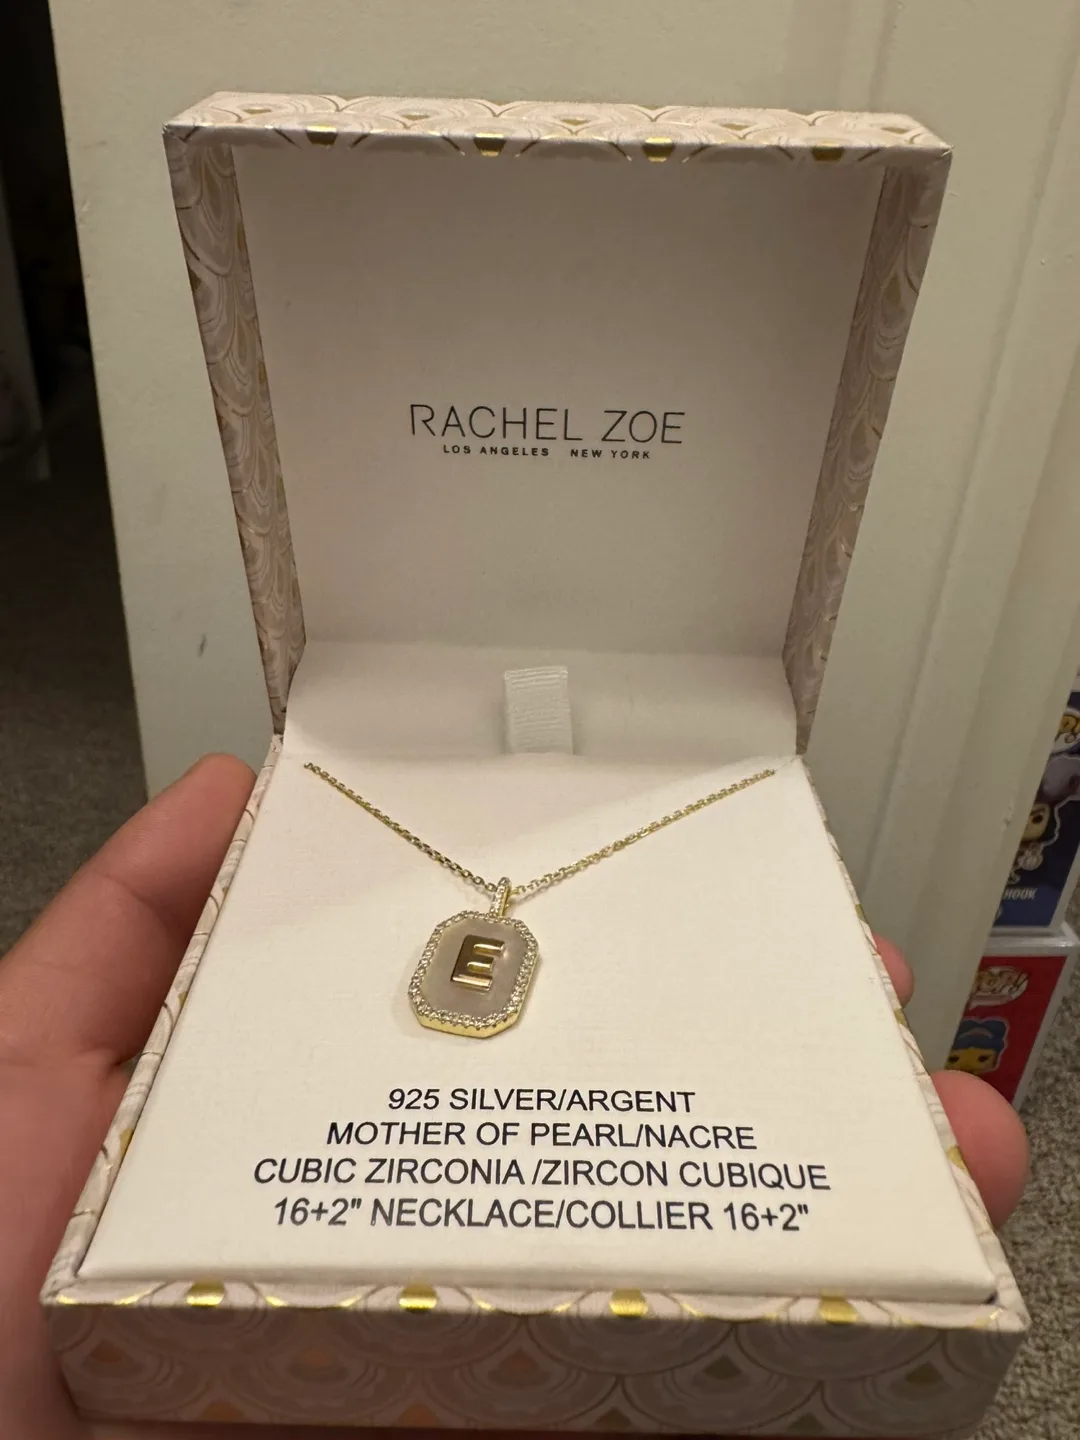 RACHEL ZOE
LOS ANGELES NEW YORK
E
925 SILVER/ARGENT
MOTHER OF PEARL/NACRE
CUBIC ZIRCONIA /ZIRCON CUBIQUE
16+2" NECKLACE/COLLIER 16+2"
HOOK